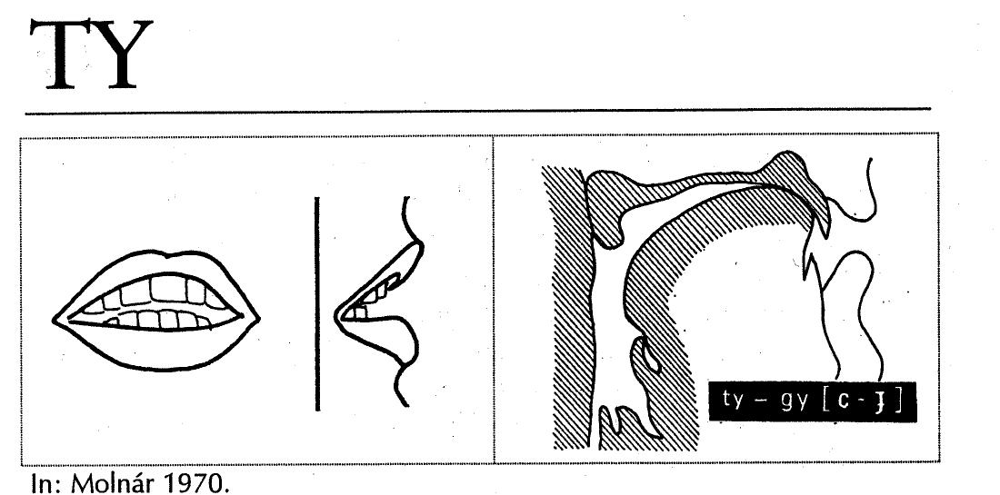 TY
ty – gy [c - ɟ]
In: Molnár 1970.